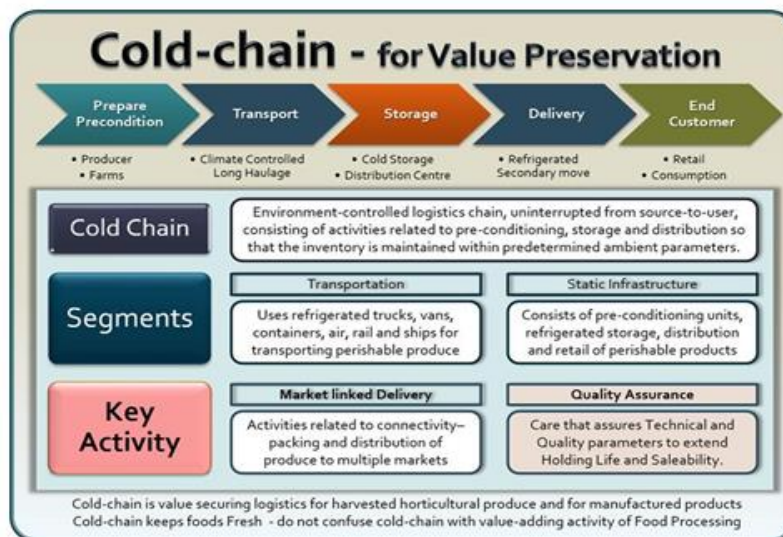 Cold-chain - for Value Preservation
Prepare
Precondition
Transport
Storage
Delivery
End
Customer
• Producer
• Farms
• Climate Controlled
Long Haulage
• Cold Storage
• Distribution Centre
• Refrigerated
Secondary move
• Retail
• Consumption
Cold Chain
Environment-controlled logistics chain, uninterrupted from source-to-user,
consisting of activities related to pre-conditioning, storage and distribution so
that the inventory is maintained within predetermined ambient parameters.
Segments
Transportation
Uses refrigerated trucks, vans,
containers, air, rail and ships for
transporting perishable produce
Static Infrastructure
Consists of pre-conditioning units,
refrigerated storage, distribution
and retail of perishable products
Key
Activity
Market linked Delivery
Activities related to connectivity–
packing and distribution of
produce to multiple markets
Quality Assurance
Care that assures Technical and
Quality parameters to extend
Holding Life and Saleability.
Cold-chain is value securing logistics for harvested horticultural produce and for manufactured products
Cold-chain keeps foods Fresh - do not confuse cold-chain with value-adding activity of Food Processing